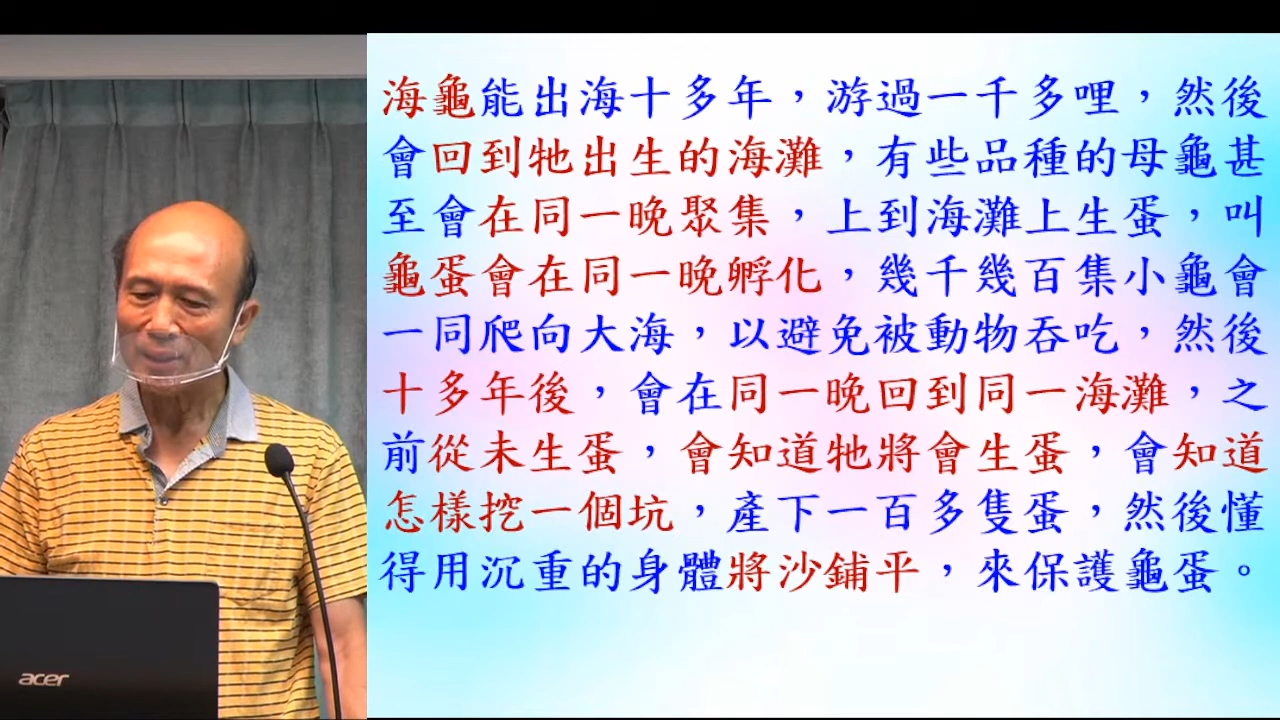 海龜能出海十多年，游過一千多哩，然後
會回到牠出生的海灘，有些品種的母龜甚
至會在同一晚聚集，上到海灘上生蛋，叫
龜蛋會在同一晚孵化，幾千幾百集小龜會
一同爬向大海，以避免被動物吞吃，然後
十多年後，會在同一晚回到同一海灘，之
前從未生蛋，會知道牠將會生蛋，會知道
怎樣挖一個坑，產下一百多隻蛋，然後懂
得用沉重的身體將沙鋪平，來保護龜蛋。
acer